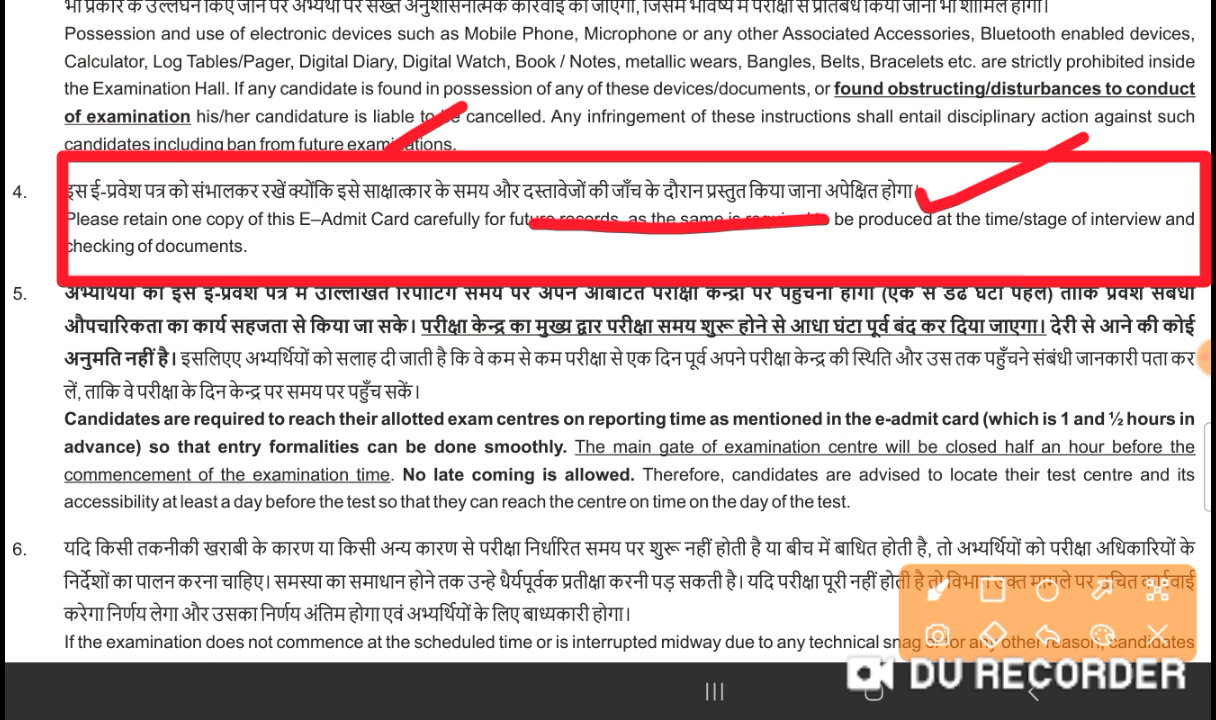 भी प्रकार के उल्लंघन किए जाने पर अभ्यर्थी पर सख्त अनुशासनात्मक कार्रवाई की जाएगी, जिसमें भविष्य में परीक्षा से प्रतिबंध किया जाना भी शामिल होगा।
Possession and use of electronic devices such as Mobile Phone, Microphone or any other Associated Accessories, Bluetooth enabled devices,
Calculator, Log Tables/Pager, Digital Diary, Digital Watch, Book / Notes, metallic wears, Bangles, Belts, Bracelets etc. are strictly prohibited inside
the Examination Hall. If any candidate is found in possession of any of these devices/documents, or found obstructing/disturbances to conduct
of examination his/her candidature is liable to be cancelled. Any infringement of these instructions shall entail disciplinary action against such
candidates including ban from future examinations.
4. इस ई-प्रवेश पत्र को संभालकर रखें क्योंकि इसे साक्षात्कार के समय और दस्तावेजों की जाँच के दौरान प्रस्तुत किया जाना अपेक्षित होगा।
Please retain one copy of this E–Admit Card carefully for future records, as the same is required to be produced at the time/stage of interview and
checking of documents.
5. अभ्यर्थियों को इस ई-प्रवेश पत्र में उल्लिखित रिपोर्टिंग समय पर अपने आबंटित परीक्षा केन्द्रों पर पहुंचना होगा (एक से डेढ घंटा पहले) ताकि प्रवेश संबंधी
औपचारिकता का कार्य सहजता से किया जा सके। परीक्षा केन्द्र का मुख्य द्वार परीक्षा समय शुरू होने से आधा घंटा पूर्व बंद कर दिया जाएगा। देरी से आने की कोई
अनुमति नहीं है। इसलिएए अभ्यर्थियों को सलाह दी जाती है कि वे कम से कम परीक्षा से एक दिन पूर्व अपने परीक्षा केन्द्र की स्थिति और उस तक पहुँचने संबंधी जानकारी पता कर
लें, ताकि वे परीक्षा के दिन केन्द्र पर समय पर पहुँच सकें।
Candidates are required to reach their allotted exam centres on reporting time as mentioned in the e-admit card (which is 1 and ½ hours in
advance) so that entry formalities can be done smoothly. The main gate of examination centre will be closed half an hour before the
commencement of the examination time. No late coming is allowed. Therefore, candidates are advised to locate their test centre and its
accessibility at least a day before the test so that they can reach the centre on time on the day of the test.
6. यदि किसी तकनीकी खराबी के कारण या किसी अन्य कारण से परीक्षा निर्धारित समय पर शुरू नहीं होती है या बीच में बाधित होती है, तो अभ्यर्थियों को परीक्षा अधिकारियों के
निर्देशों का पालन करना चाहिए। समस्या का समाधान होने तक उन्हे धैर्यपूर्वक प्रतीक्षा करनी पड़ सकती है। यदि परीक्षा पूरी नहीं होती है तो विभाग उक्त मामले पर उचित कार्रवाई
करेगा निर्णय लेगा और उसका निर्णय अंतिम होगा एवं अभ्यर्थियों के लिए बाध्यकारी होगा।
If the examination does not commence at the scheduled time or is interrupted midway due to any technical snag or for any other reason, candidates
DU RECORDER